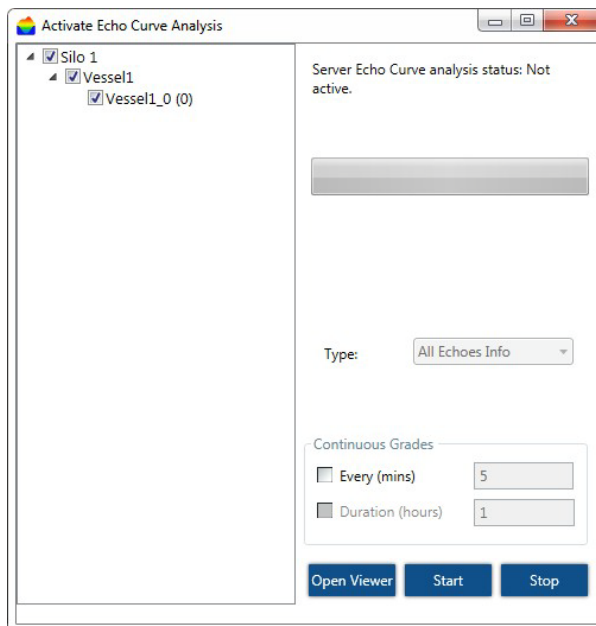 Activate Echo Curve Analysis
Silo 1
Vessel1
Vessel1_0 (0)
Server Echo Curve analysis status: Not
active.
Type:
All Echoes Info
Continuous Grades
Every (mins)
5
Duration (hours)
1
Open Viewer
Start
Stop